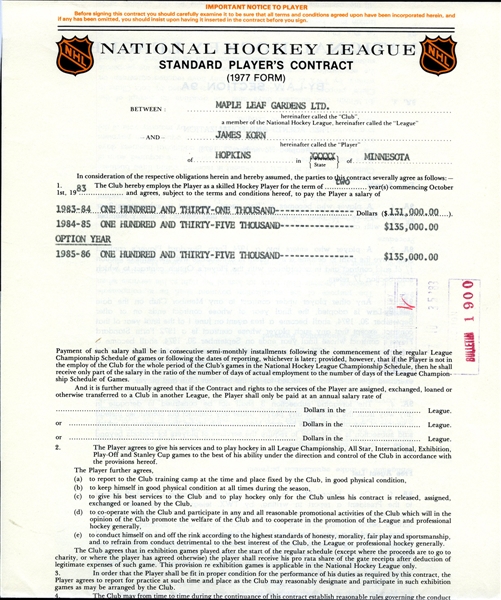 IMPORTANT NOTICE TO PLAYER
Before signing this contract you should carefully examine it to be sure that all terms and conditions agreed upon have been incorporated herein, and
if any has been omitted, you should insist upon having it inserted in the contract before you sign.
NHL NHL
NATIONAL HOCKEY LEAGUE
STANDARD PLAYER'S CONTRACT
(1977 FORM)
BETWEEN: MAPLE LEAF GARDENS LTD.
hereinafter called the "Club",
a member of the National Hockey League, hereinafter called the "League"
—AND— JAMES KORN
hereinafter called the "Player"
of HOPKINS in XXXXXX State } of MINNESOTA
In consideration of the respective obligations herein and hereby assumed, the parties to this contract severally agree as follows:—
1. The Club hereby employs the Player as a skilled Hockey Player for the term of TWO year(s) commencing October
1st, 1983 and agrees, subject to the terms and conditions hereof, to pay the Player a salary of
1983-84 ONE HUNDRED AND THIRTY-ONE THOUSAND---------------- Dollars ($131,000.00).
1984-85 ONE HUNDRED AND THIRTY-FIVE THOUSAND--------------- $135,000.00
OPTION YEAR
1985-86 ONE HUNDRED AND THIRTY-FIVE THOUSAND--------------- $135,000.00
BULLETIN 1900
Payment of such salary shall be in consecutive semi-monthly installments following the commencement of the regular League
Championship Schedule of games or following the dates of reporting, whichever is later; provided, however, that if the Player is not in
the employ of the Club for the whole period of the Club's games in the National Hockey League Championship Schedule, then he shall
receive only part of the salary in the ratio of the number of days of actual employment to the number of days of the League Champion-
ship Schedule of Games.
And it is further mutually agreed that if the Contract and rights to the services of the Player are assigned, exchanged, loaned or
otherwise transferred to a Club in another League, the Player shall only be paid at an annual salary rate of
Dollars in the League.
or Dollars in the League.
or Dollars in the League.
2. The Player agrees to give his services and to play hockey in all League Championship, All Star, International, Exhibition,
Play-Off and Stanley Cup games to the best of his ability under the direction and control of the Club in accordance with
the provisions hereof.
The Player further agrees,
(a) to report to the Club training camp at the time and place fixed by the Club, in good physical condition,
(b) to keep himself in good physical condition at all times during the season,
(c) to give his best services to the Club and to play hockey only for the Club unless his contract is released, assigned,
exchanged or loaned by the Club,
(d) to co-operate with the Club and participate in any and all reasonable promotional activities of the Club which will in the
opinion of the Club promote the welfare of the Club and to cooperate in the promotion of the League and professional
hockey generally,
(e) to conduct himself on and off the rink according to the highest standards of honesty, morality, fair play and sportsmanship,
and to refrain from conduct detrimental to the best interest of the Club, the League or professional hockey generally.
The Club agrees that in exhibition games played after the start of the regular schedule (except where the proceeds are to go to
charity, or where the player has agreed otherwise) the player shall receive his pro rata share of the gate receipts after deduction of
legitimate expenses of such game. This provision re exhibition games is applicable in the National Hockey League only.
3. In order that the Player shall be fit in proper condition for the performance of his duties as required by this contract, the
Player agrees to report for practice at such time and place as the Club may reasonably designate and participate in such exhibition
games as may be arranged by the Club.
4. The Club may from time to time during the continuance of this contract establish reasonable rules governing the conduct